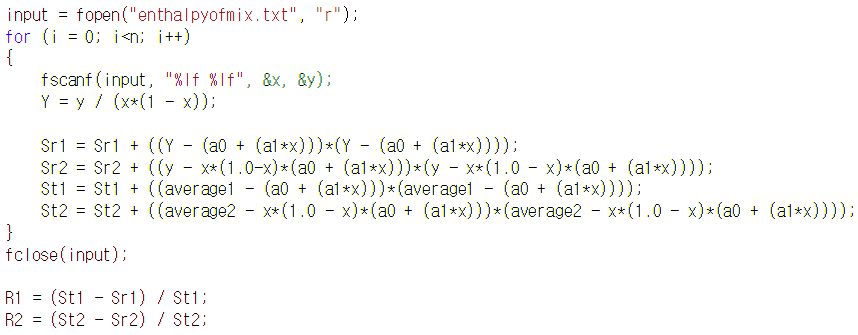 input = fopen("enthalpyofmix.txt", "r");
for (i = 0; i<n; i++)
{
    fscanf(input, "%lf %lf", &x, &y);
    Y = y / (x*(1 - x));

    Sr1 = Sr1 + ((Y - (a0 + (a1*x)))*(Y - (a0 + (a1*x))));
    Sr2 = Sr2 + ((y - x*(1.0-x)*(a0 + (a1*x)))*(y - x*(1.0 - x)*(a0 + (a1*x))));
    St1 = St1 + ((average1 - (a0 + (a1*x)))*(average1 - (a0 + (a1*x))));
    St2 = St2 + ((average2 - x*(1.0 - x)*(a0 + (a1*x)))*(average2 - x*(1.0 - x)*(a0 + (a1*x))));
}
fclose(input);

R1 = (St1 - Sr1) / St1;
R2 = (St2 - Sr2) / St2;